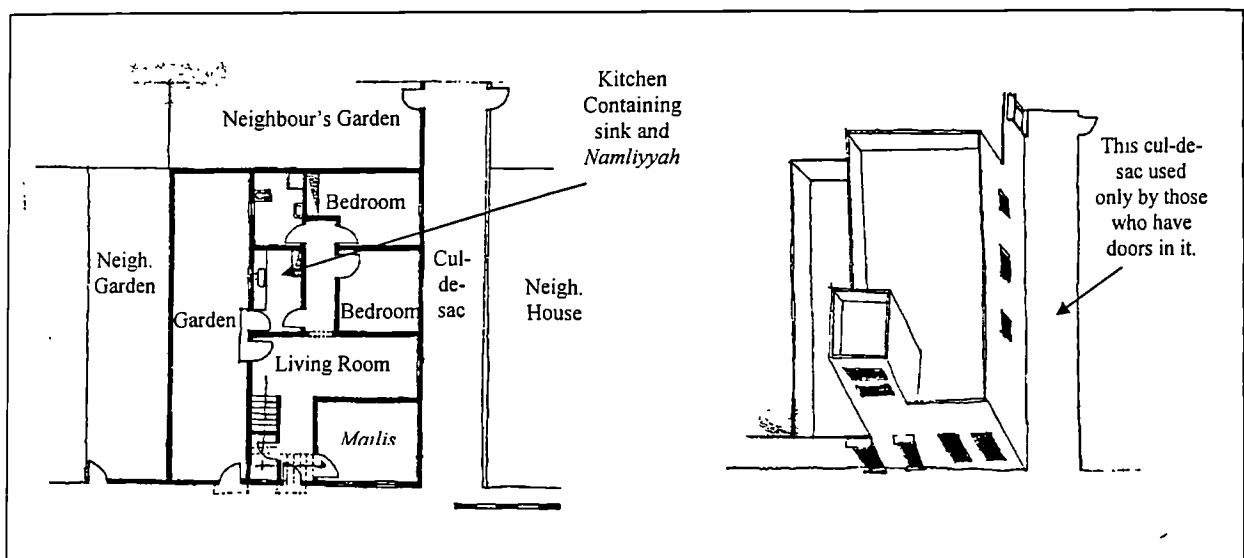 Kitchen
Containing
sink and
Namliyyah
Neighbour's Garden
Bedroom
Neigh.
Garden
Garden
Cul-
de-
sac
Neigh.
House
Bedroom
Living Room
Majlis
This cul-de-
sac used
only by those
who have
doors in it.